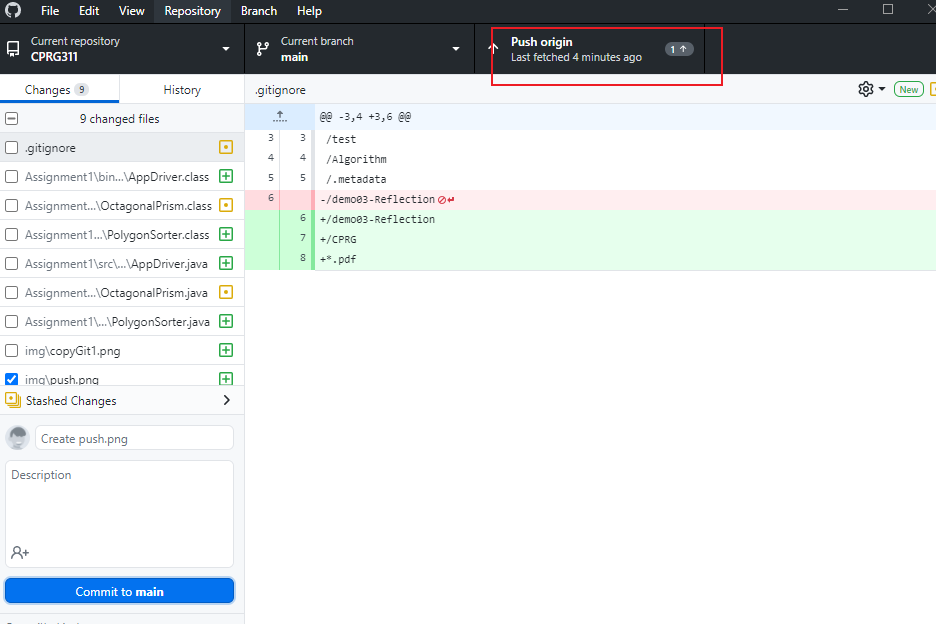 File Edit View Repository Branch Help
Current repository
CPRG311
Current branch
main
Push origin
Last fetched 4 minutes ago
1
Changes 9
History
.gitignore
New
9 changed files
@@ -3,4 +3,6 @@
.gitignore
Assignment1\bin...\AppDriver.class
Assignment...\OctagonalPrism.class
Assignment1...\PolygonSorter.class
Assignment1\src\...\AppDriver.java
Assignment...\OctagonalPrism.java
Assignment1\...\PolygonSorter.java
img\copyGit1.png
img\push.png
3 3 /test
4 4 /Algorithm
5 5 /.metadata
6 -/demo03-Reflection
6 +/demo03-Reflection
7 +/CPRG
8 +*.pdf
Stashed Changes
Create push.png
Description
Commit to main